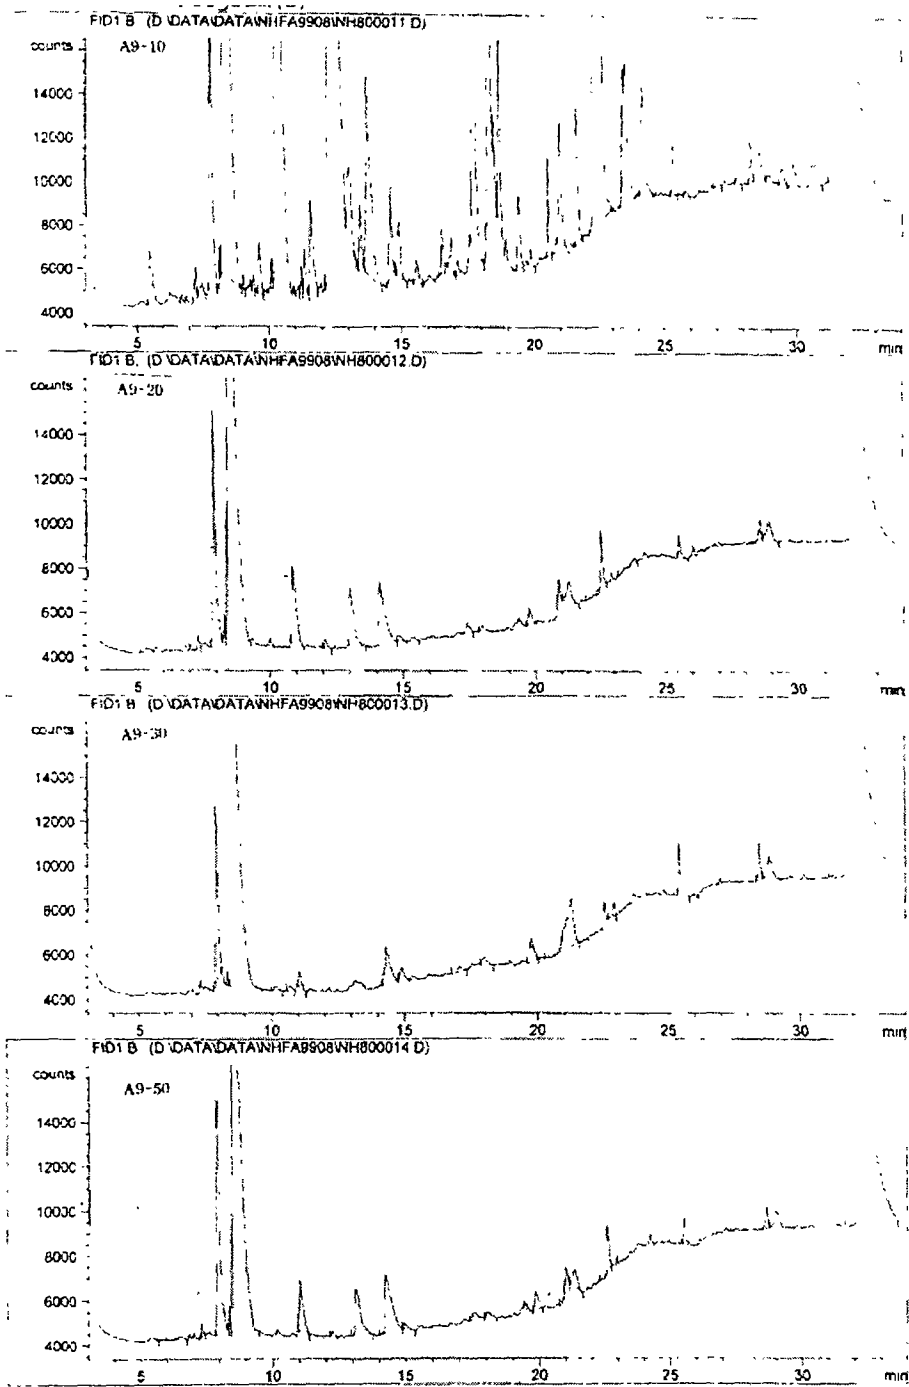 FID1 B (D:\DATA\DATA\NHFA9908\NH800011.D)
counts
A9-10
14000
12000
10000
8000
6000
4000
5 10 15 20 25 30 min
FID1 B, (D:\DATA\DATA\NHFA9908\NH800012.D)
counts
A9-20
14000
12000
10000
8000
6000
4000
5 10 15 20 25 30 min
FID1 B (D:\DATA\DATA\NHFA9908\NH800013.D)
counts
A9-30
14000
12000
10000
8000
6000
4000
5 10 15 20 25 30 min
FID1 B (D:\DATA\DATA\NHFA9908\NH800014.D)
counts
A9-50
14000
12000
10000
8000
6000
4000
5 10 15 20 25 30 min